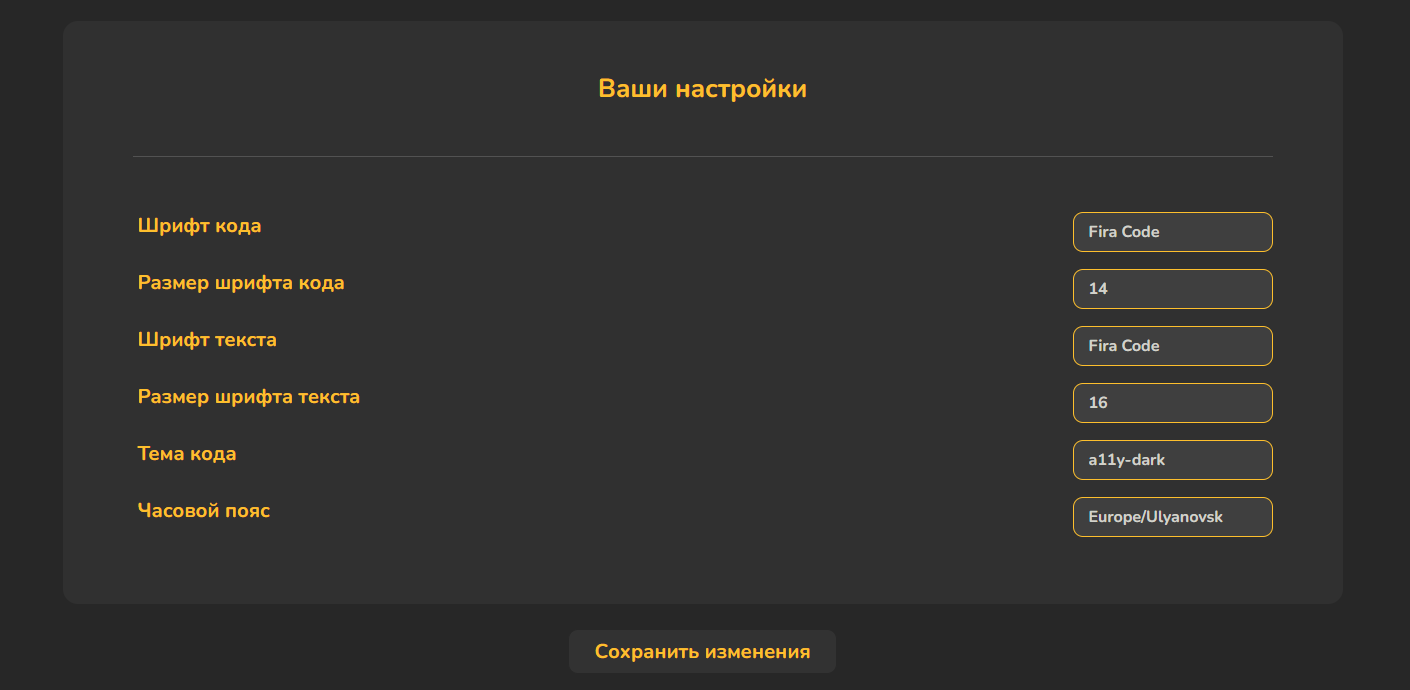 Ваши настройки
Шрифт кода
Fira Code
Размер шрифта кода
14
Шрифт текста
Fira Code
Размер шрифта текста
16
Тема кода
a11y-dark
Часовой пояс
Europe/Ulyanovsk
Сохранить изменения